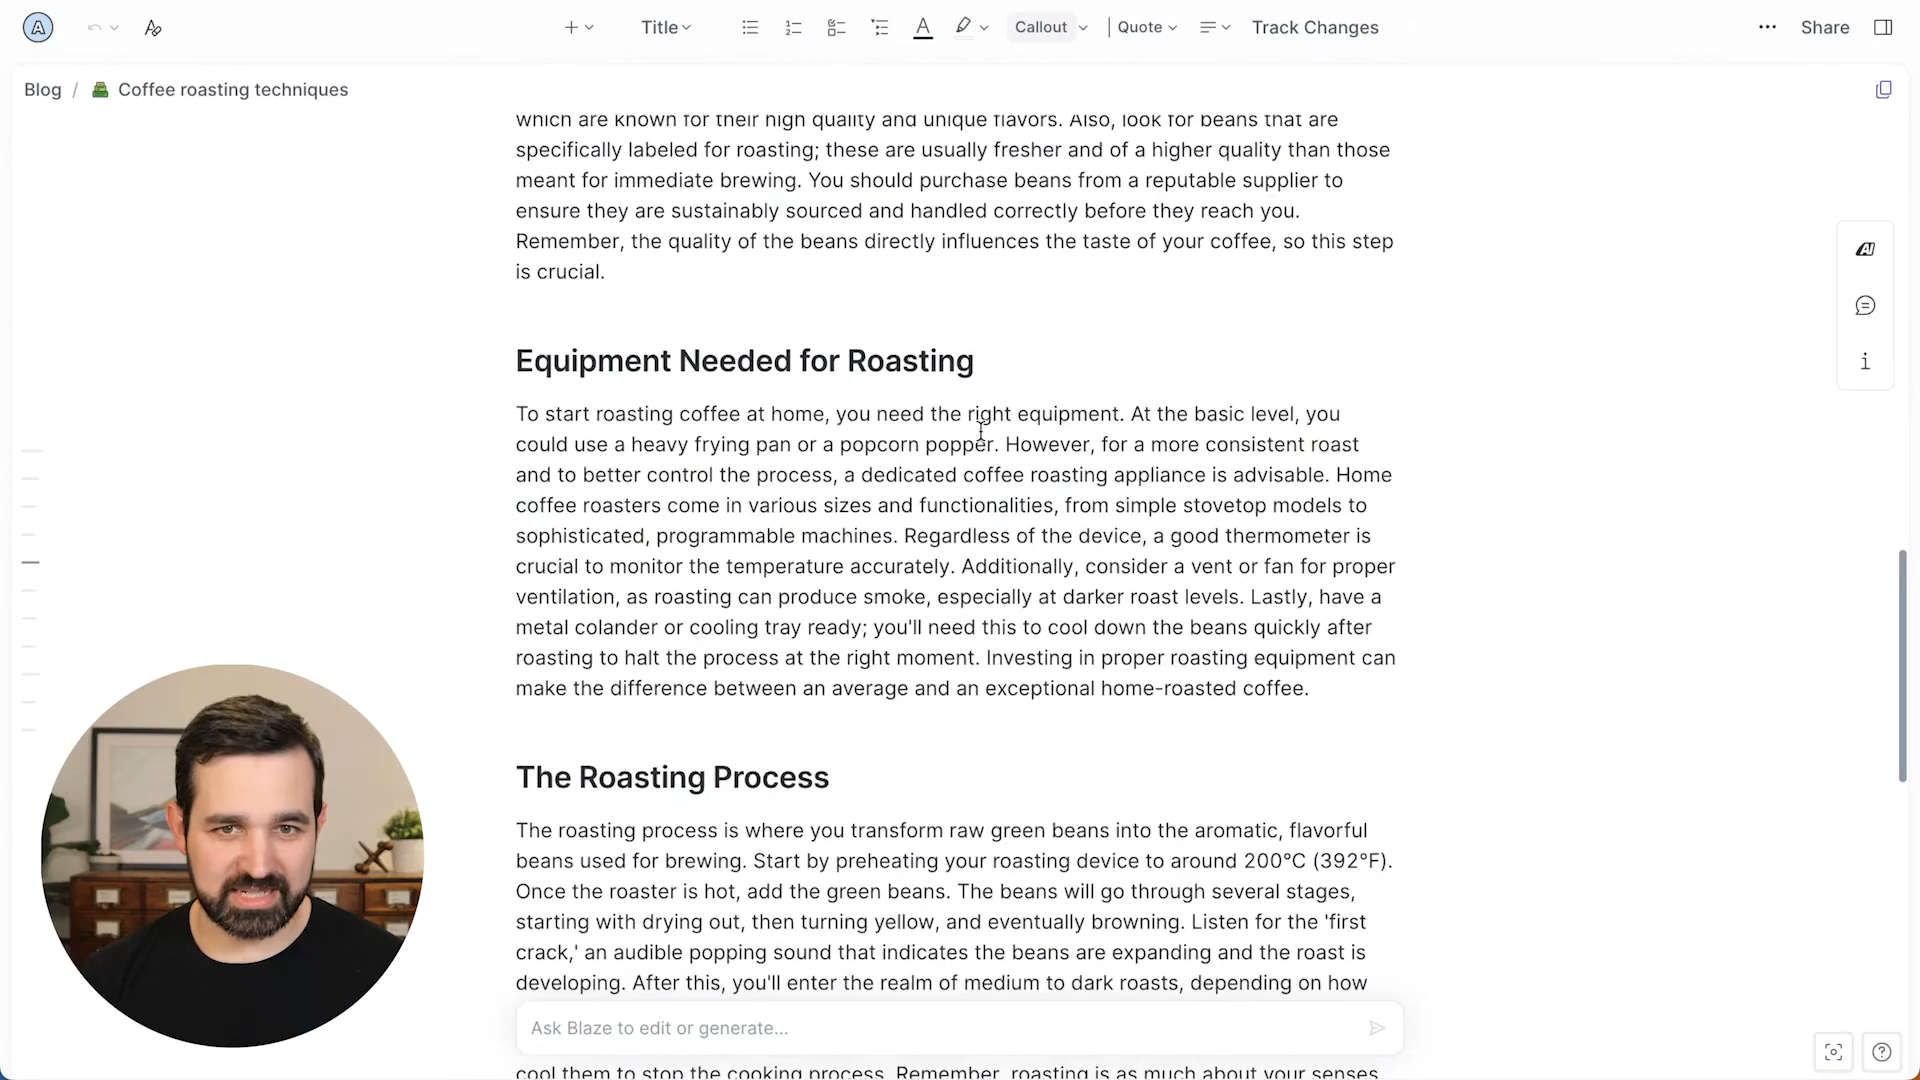 Title
Callout
Quote
Track Changes
Share
Blog / Coffee roasting techniques
which are known for their high quality and unique flavors. Also, look for beans that are
specifically labeled for roasting; these are usually fresher and of a higher quality than those
meant for immediate brewing. You should purchase beans from a reputable supplier to
ensure they are sustainably sourced and handled correctly before they reach you.
Remember, the quality of the beans directly influences the taste of your coffee, so this step
is crucial.
AI
Equipment Needed for Roasting
To start roasting coffee at home, you need the right equipment. At the basic level, you
could use a heavy frying pan or a popcorn popper. However, for a more consistent roast
and to better control the process, a dedicated coffee roasting appliance is advisable. Home
coffee roasters come in various sizes and functionalities, from simple stovetop models to
sophisticated, programmable machines. Regardless of the device, a good thermometer is
crucial to monitor the temperature accurately. Additionally, consider a vent or fan for proper
ventilation, as roasting can produce smoke, especially at darker roast levels. Lastly, have a
metal colander or cooling tray ready; you'll need this to cool down the beans quickly after
roasting to halt the process at the right moment. Investing in proper roasting equipment can
make the difference between an average and an exceptional home-roasted coffee.
The Roasting Process
The roasting process is where you transform raw green beans into the aromatic, flavorful
beans used for brewing. Start by preheating your roasting device to around 200°C (392°F).
Once the roaster is hot, add the green beans. The beans will go through several stages,
starting with drying out, then turning yellow, and eventually browning. Listen for the 'first
crack,' an audible popping sound that indicates the beans are expanding and the roast is
developing. After this, you'll enter the realm of medium to dark roasts, depending on how
Ask Blaze to edit or generate...
cool them to stop the cooking process. Remember, roasting is as much about your senses